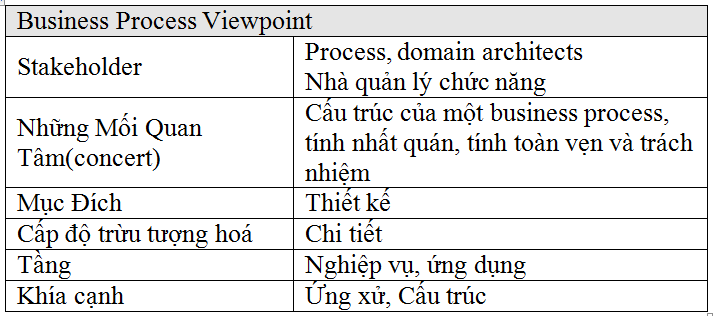 Business Process Viewpoint
Stakeholder
Process, domain architects
Nhà quản lý chức năng
Những Mối Quan
Tâm(concert)
Cấu trúc của một business process,
tính nhất quán, tính toàn vẹn và trách
nhiệm
Mục Đích
Thiết kế
Cấp độ trừu tượng hoá
Chi tiết
Tầng
Nghiệp vụ, ứng dụng
Khía cạnh
Ứng xử, Cấu trúc